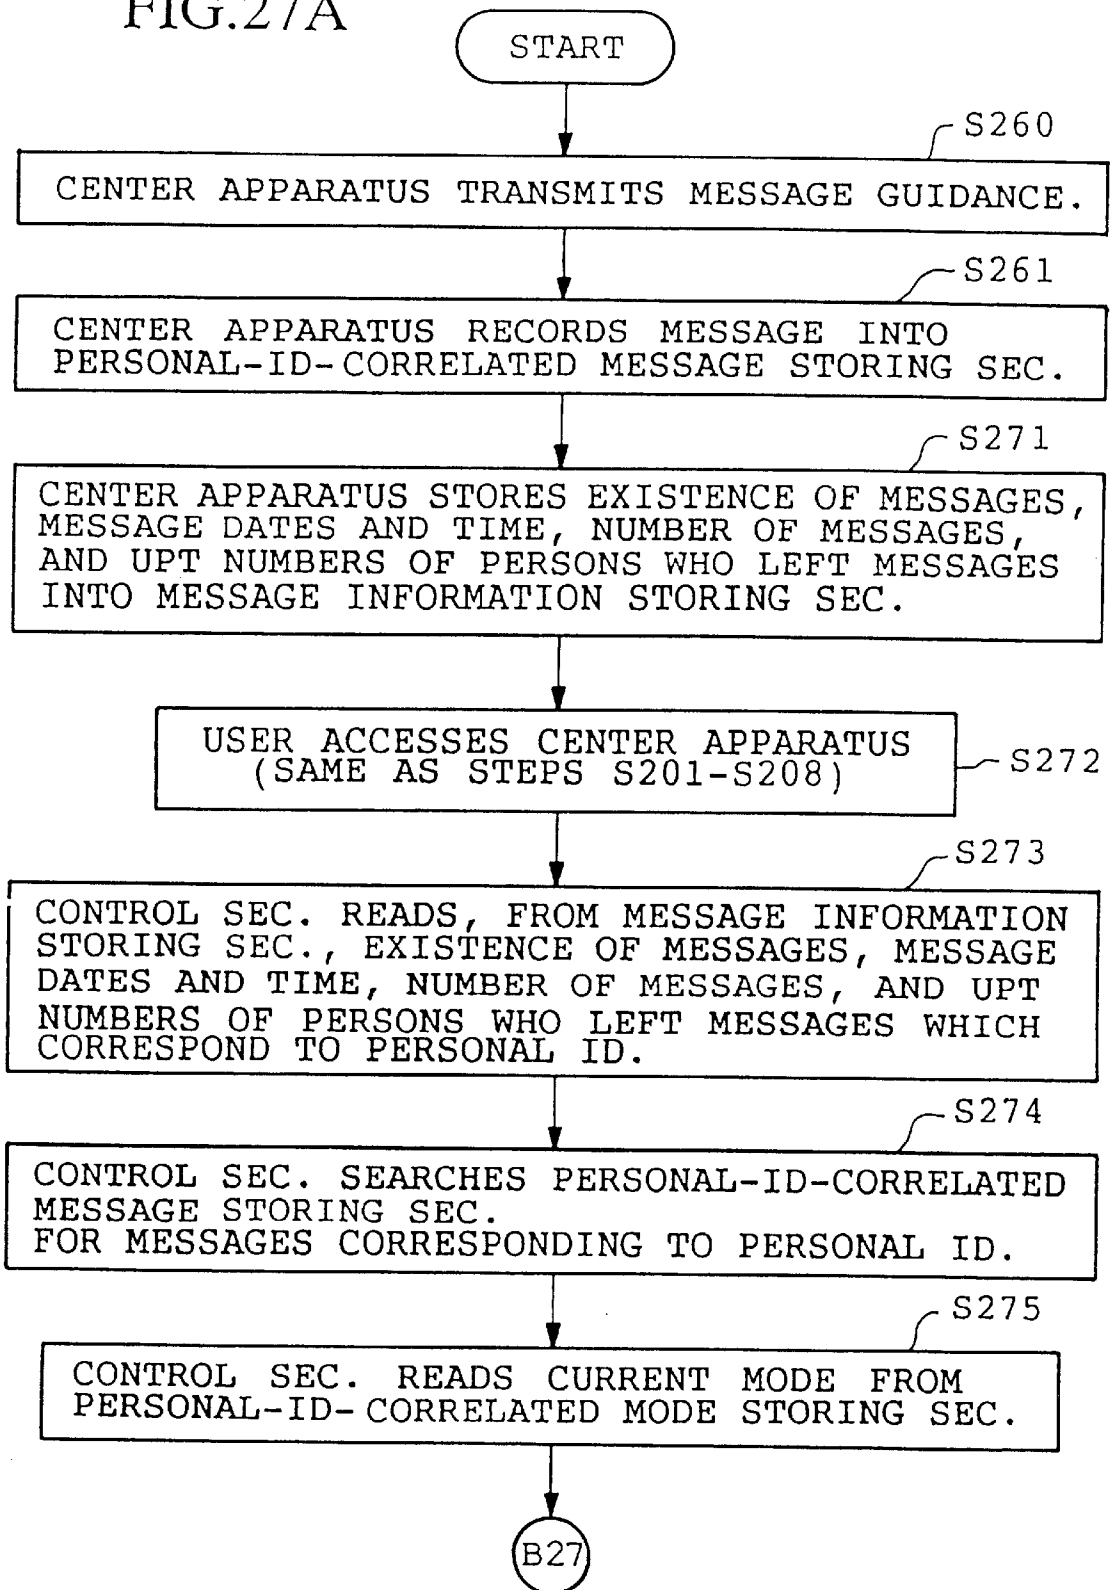 FIG.27A
START
S260
CENTER APPARATUS TRANSMITS MESSAGE GUIDANCE.
S261
CENTER APPARATUS RECORDS MESSAGE INTO
PERSONAL-ID-CORRELATED MESSAGE STORING SEC.
S271
CENTER APPARATUS STORES EXISTENCE OF MESSAGES,
MESSAGE DATES AND TIME, NUMBER OF MESSAGES,
AND UPT NUMBERS OF PERSONS WHO LEFT MESSAGES
INTO MESSAGE INFORMATION STORING SEC.
USER ACCESSES CENTER APPARATUS
(SAME AS STEPS S201-S208)
S272
S273
CONTROL SEC. READS, FROM MESSAGE INFORMATION
STORING SEC., EXISTENCE OF MESSAGES, MESSAGE
DATES AND TIME, NUMBER OF MESSAGES, AND UPT
NUMBERS OF PERSONS WHO LEFT MESSAGES WHICH
CORRESPOND TO PERSONAL ID.
S274
CONTROL SEC. SEARCHES PERSONAL-ID-CORRELATED
MESSAGE STORING SEC.
FOR MESSAGES CORRESPONDING TO PERSONAL ID.
S275
CONTROL SEC. READS CURRENT MODE FROM
PERSONAL-ID-CORRELATED MODE STORING SEC.
B27